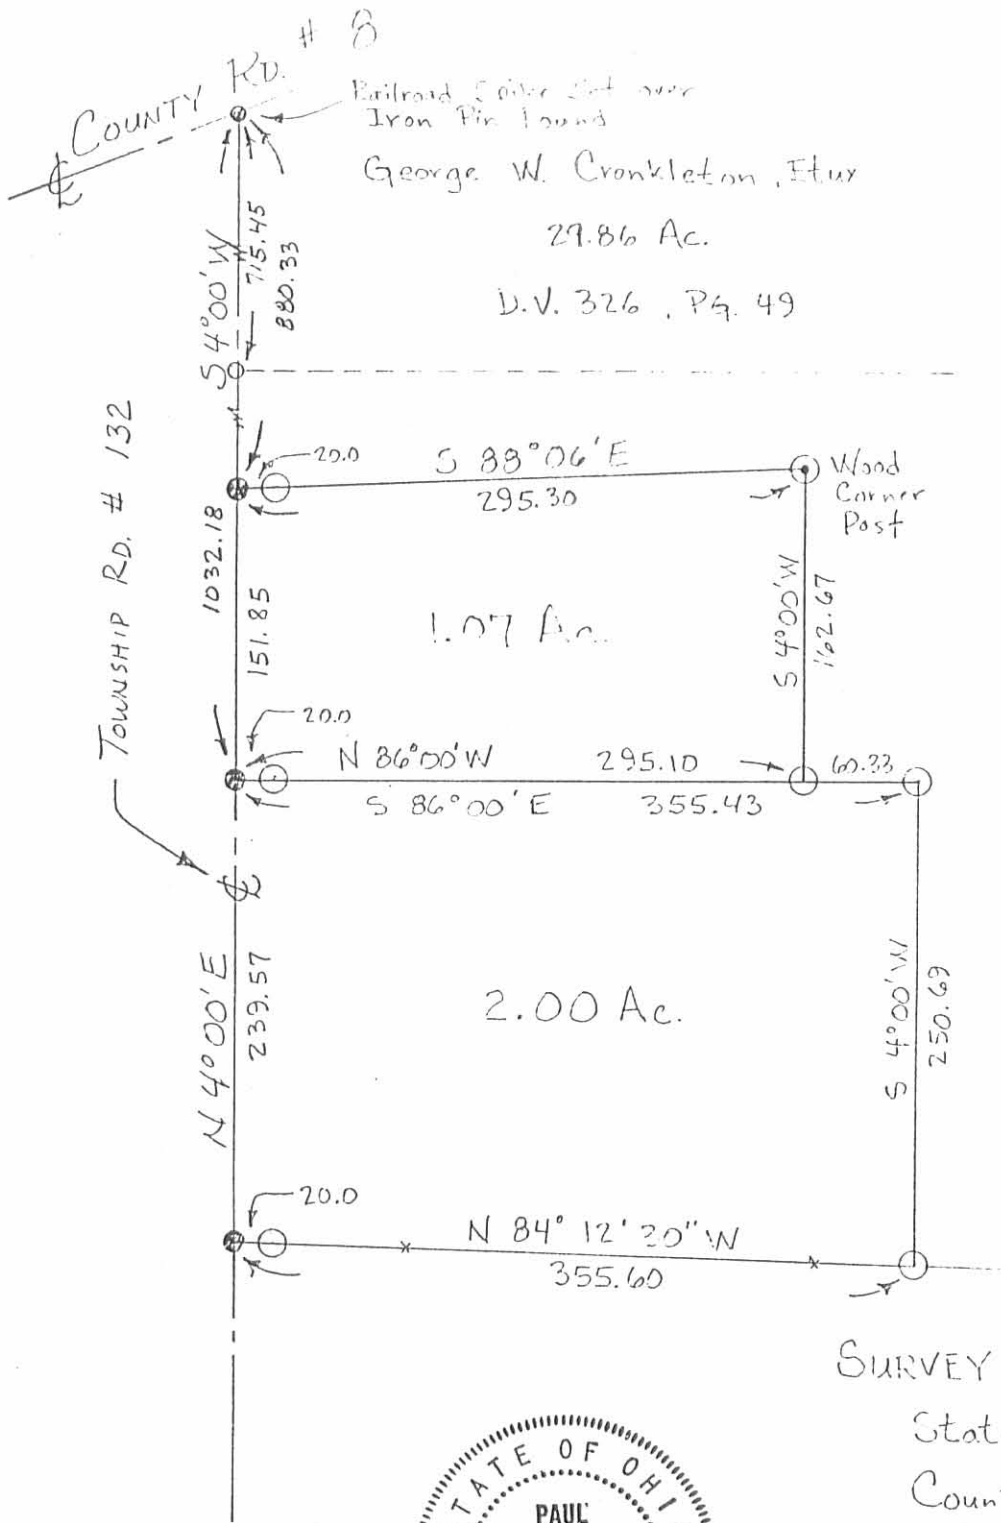 COUNTY RD. # 8
Railroad Spike Set over
Iron Pin Found
George W. Cronkleton, Etux
29.86 Ac.
D.V. 326, PG. 49
S 4°00'W
715.45
880.33
TOWNSHIP RD. # 132
20.0
S 88°06'E
295.30
Wood
Corner
Post
1032.18
151.85
1.07 Ac.
S 4°00'W
162.67
20.0
N 86°00'W
295.10
60.33
S 86°00'E
355.43
N 4°00'E
239.57
2.00 Ac.
S 4°00'W
250.69
20.0
N 84° 12' 30" W
355.60
SURVEY
Stat
Coun
TATE OF OHI
PAUL